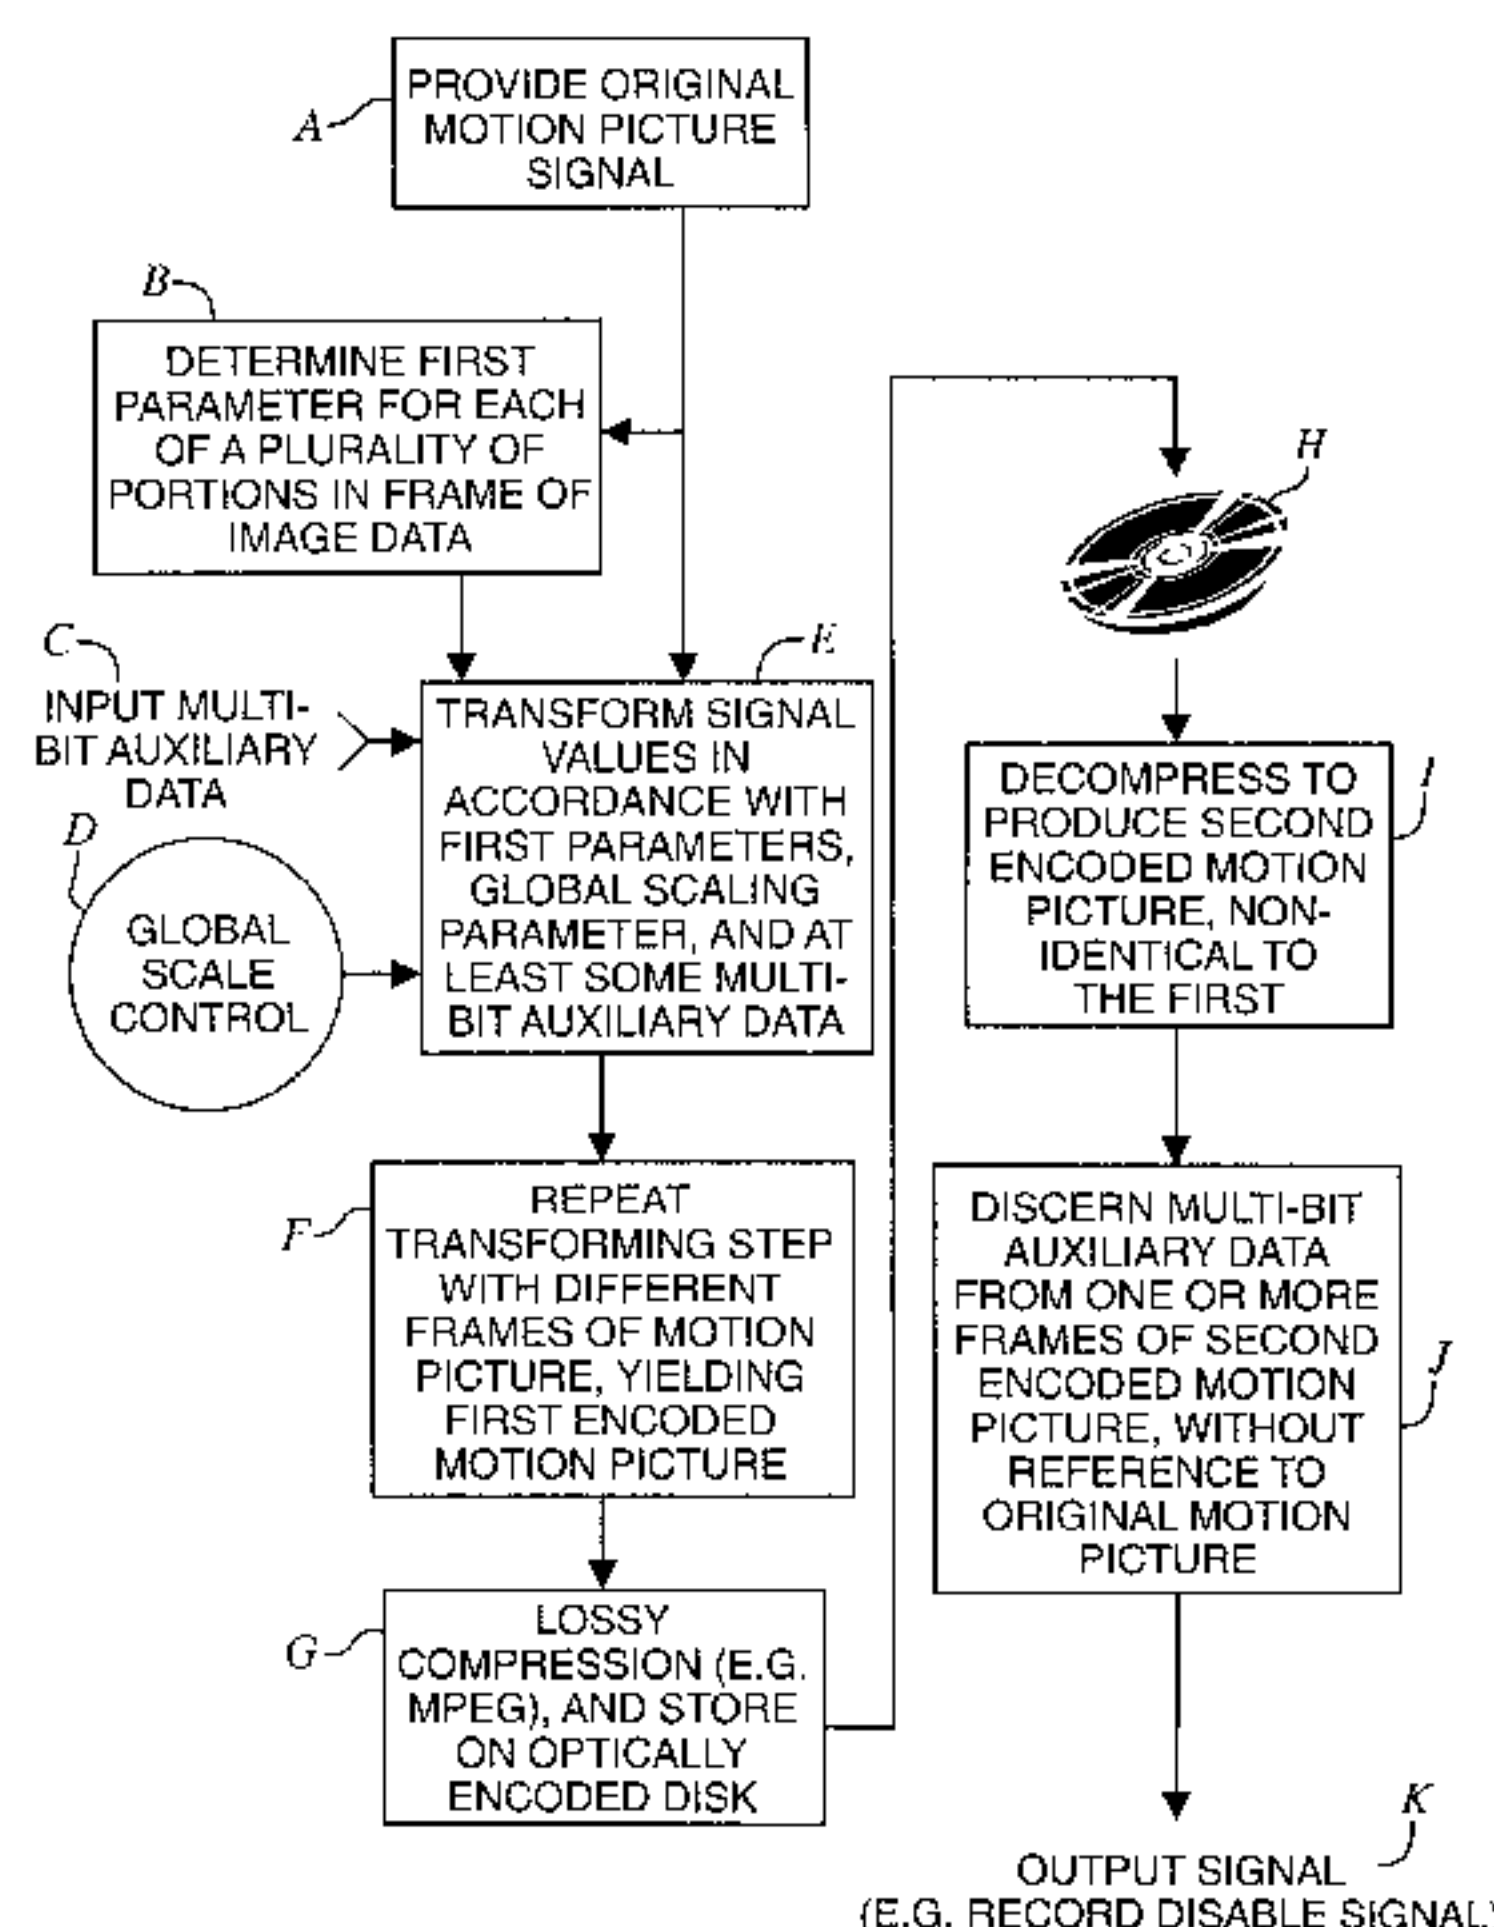 A
PROVIDE ORIGINAL
MOTION PICTURE
SIGNAL
B
DETERMINE FIRST
PARAMETER FOR EACH
OF A PLURALITY OF
PORTIONS IN FRAME OF
IMAGE DATA
C
INPUT MULTI-
BIT AUXILIARY
DATA
D
GLOBAL
SCALE
CONTROL
E
TRANSFORM SIGNAL
VALUES IN
ACCORDANCE WITH
FIRST PARAMETERS,
GLOBAL SCALING
PARAMETER, AND AT
LEAST SOME MULTI-
BIT AUXILIARY DATA
F
REPEAT
TRANSFORMING STEP
WITH DIFFERENT
FRAMES OF MOTION
PICTURE, YIELDING
FIRST ENCODED
MOTION PICTURE
G
LOSSY
COMPRESSION (E.G.
MPEG), AND STORE
ON OPTICALLY
ENCODED DISK
H
I
DECOMPRESS TO
PRODUCE SECOND
ENCODED MOTION
PICTURE, NON-
IDENTICAL TO
THE FIRST
J
DISCERN MULTI-BIT
AUXILIARY DATA
FROM ONE OR MORE
FRAMES OF SECOND
ENCODED MOTION
PICTURE, WITHOUT
REFERENCE TO
ORIGINAL MOTION
PICTURE
K
OUTPUT SIGNAL
(E.G. RECORD DISABLE SIGNAL)